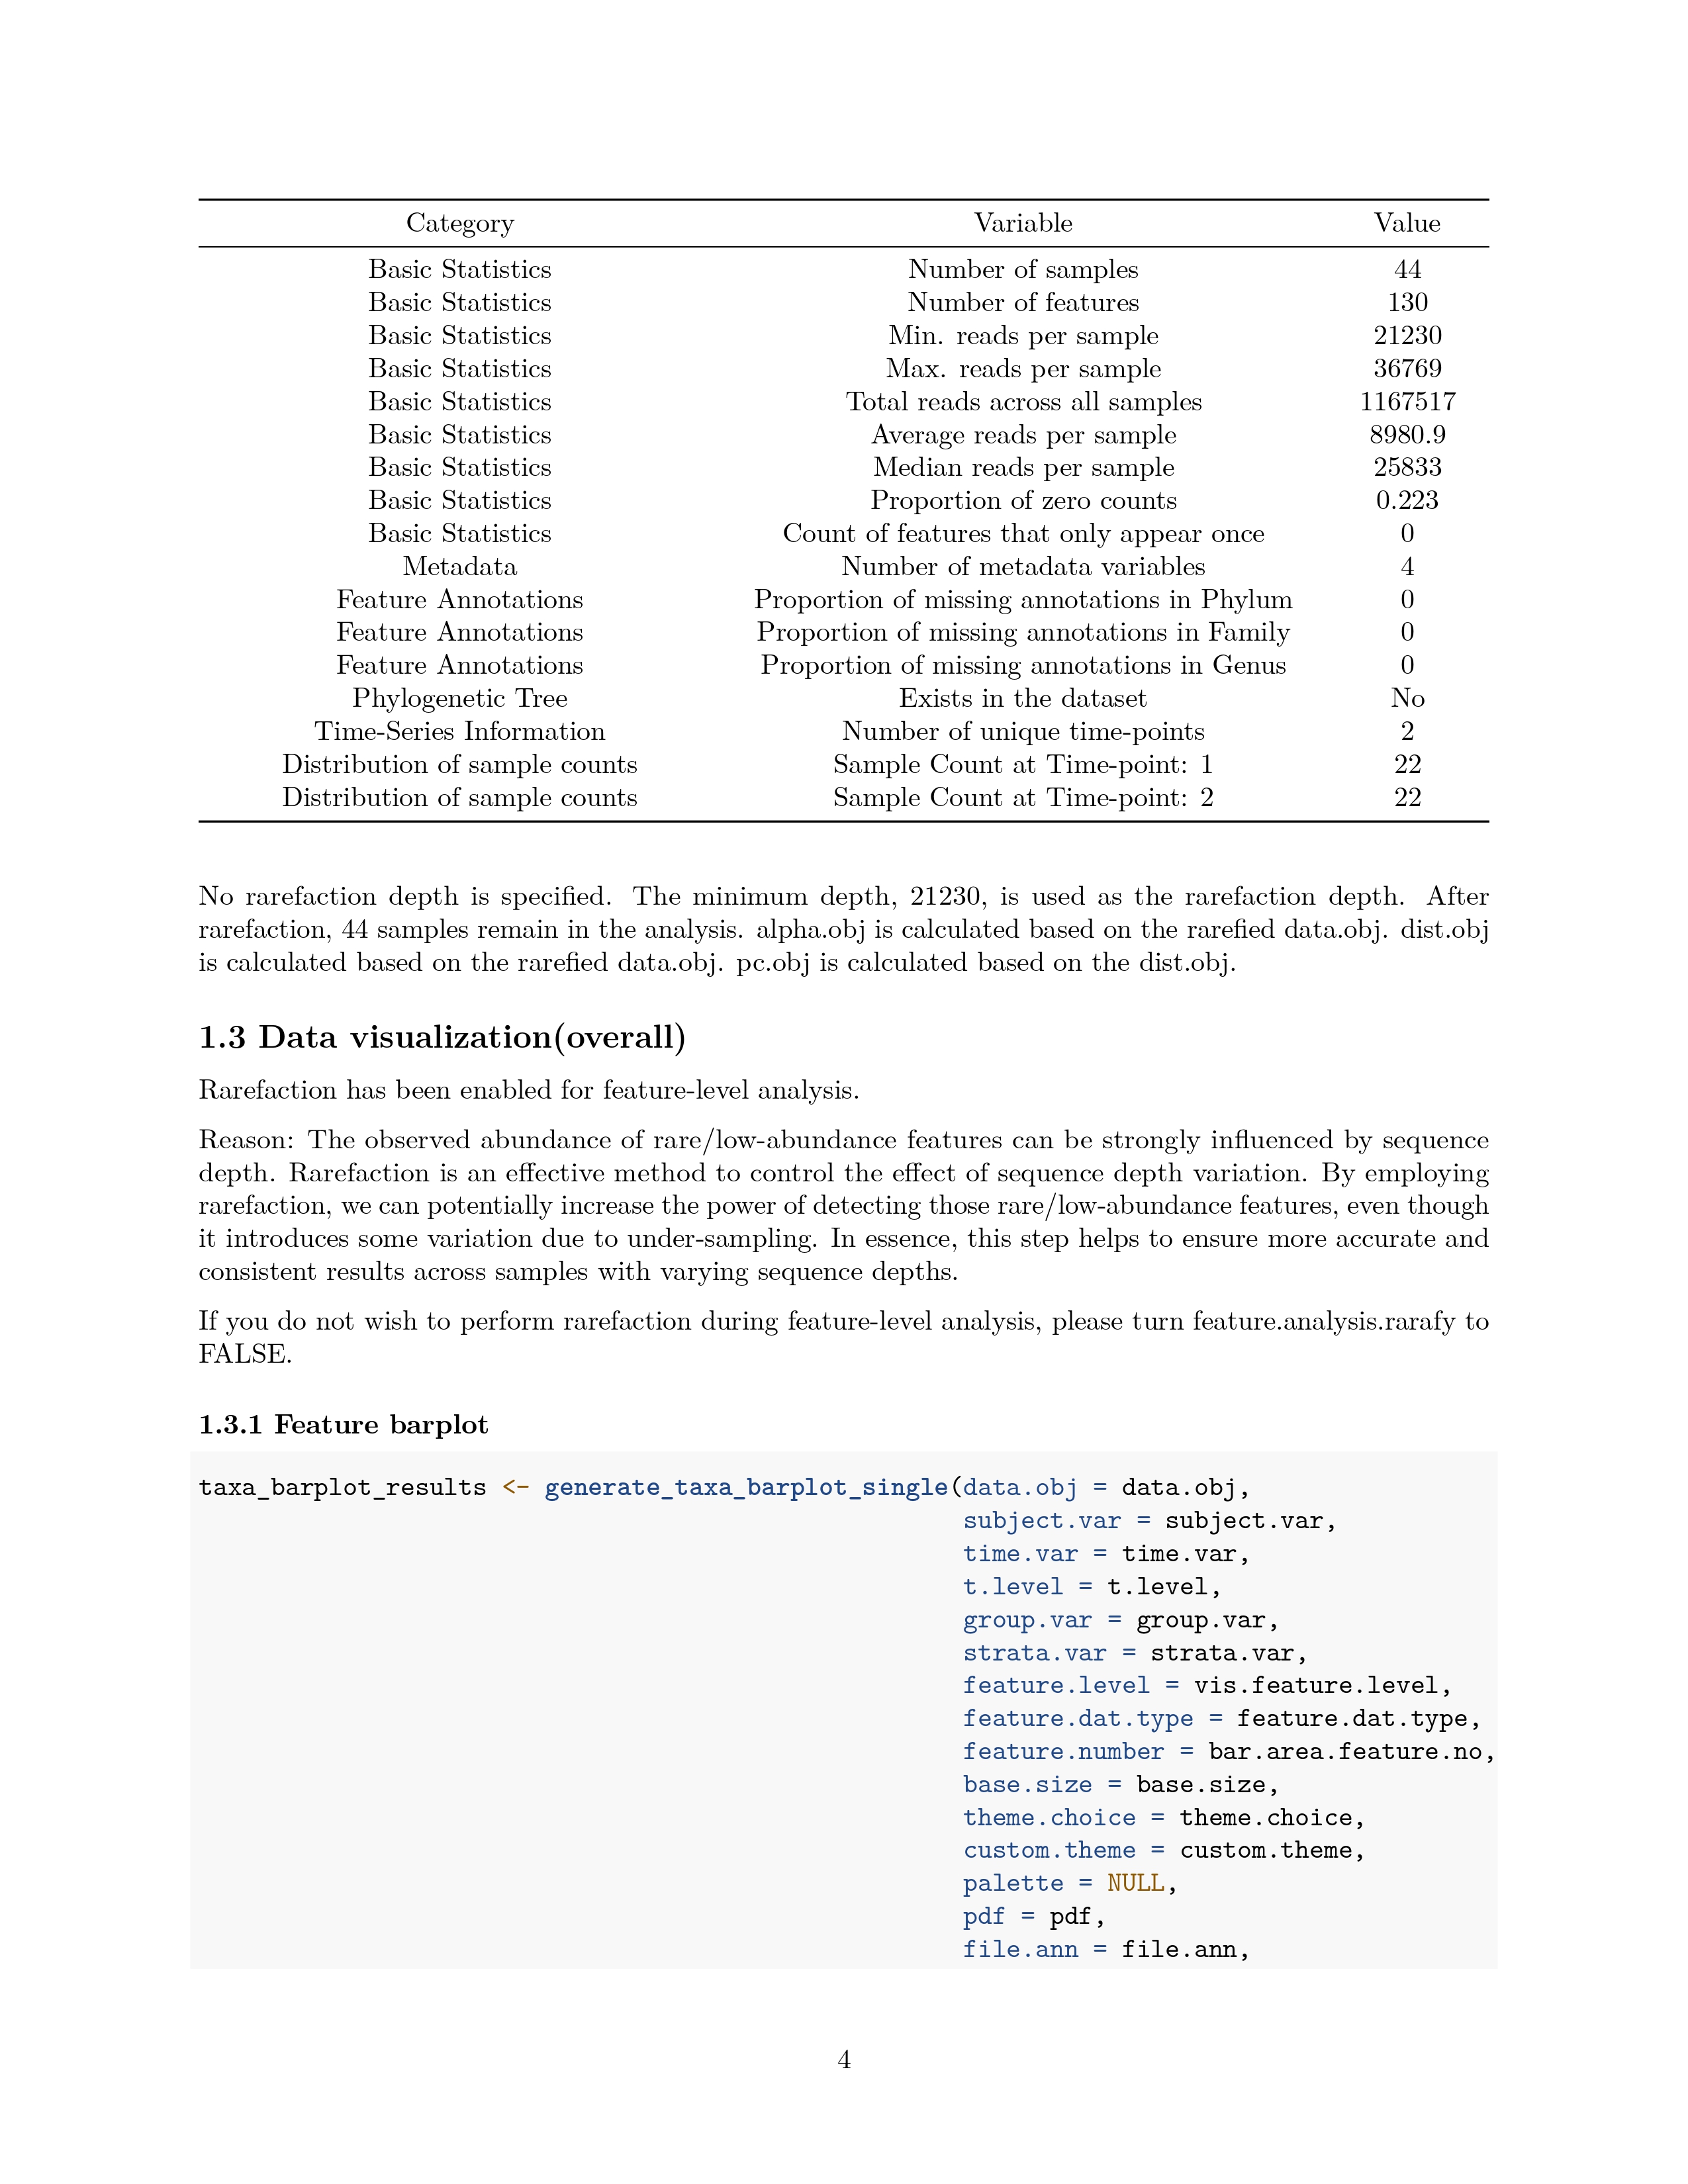 Category Variable Value
Basic Statistics Number of samples 44
Basic Statistics Number of features 130
Basic Statistics Min. reads per sample 21230
Basic Statistics Max. reads per sample 36769
Basic Statistics Total reads across all samples 1167517
Basic Statistics Average reads per sample 8980.9
Basic Statistics Median reads per sample 25833
Basic Statistics Proportion of zero counts 0.223
Basic Statistics Count of features that only appear once 0
Metadata Number of metadata variables 4
Feature Annotations Proportion of missing annotations in Phylum 0
Feature Annotations Proportion of missing annotations in Family 0
Feature Annotations Proportion of missing annotations in Genus 0
Phylogenetic Tree Exists in the dataset No
Time-Series Information Number of unique time-points 2
Distribution of sample counts Sample Count at Time-point: 1 22
Distribution of sample counts Sample Count at Time-point: 2 22
No rarefaction depth is specified. The minimum depth, 21230, is used as the rarefaction depth. After
rarefaction, 44 samples remain in the analysis. alpha.obj is calculated based on the rarefied data.obj. dist.obj
is calculated based on the rarefied data.obj. pc.obj is calculated based on the dist.obj.
1.3 Data visualization(overall)
Rarefaction has been enabled for feature-level analysis.
Reason: The observed abundance of rare/low-abundance features can be strongly influenced by sequence
depth. Rarefaction is an effective method to control the effect of sequence depth variation. By employing
rarefaction, we can potentially increase the power of detecting those rare/low-abundance features, even though
it introduces some variation due to under-sampling. In essence, this step helps to ensure more accurate and
consistent results across samples with varying sequence depths.
If you do not wish to perform rarefaction during feature-level analysis, please turn feature.analysis.rarafy to
FALSE.
1.3.1 Feature barplot
taxa_barplot_results <- generate_taxa_barplot_single(data.obj = data.obj,
subject.var = subject.var,
time.var = time.var,
t.level = t.level,
group.var = group.var,
strata.var = strata.var,
feature.level = vis.feature.level,
feature.dat.type = feature.dat.type,
feature.number = bar.area.feature.no,
base.size = base.size,
theme.choice = theme.choice,
custom.theme = custom.theme,
palette = NULL,
pdf = pdf,
file.ann = file.ann,
4